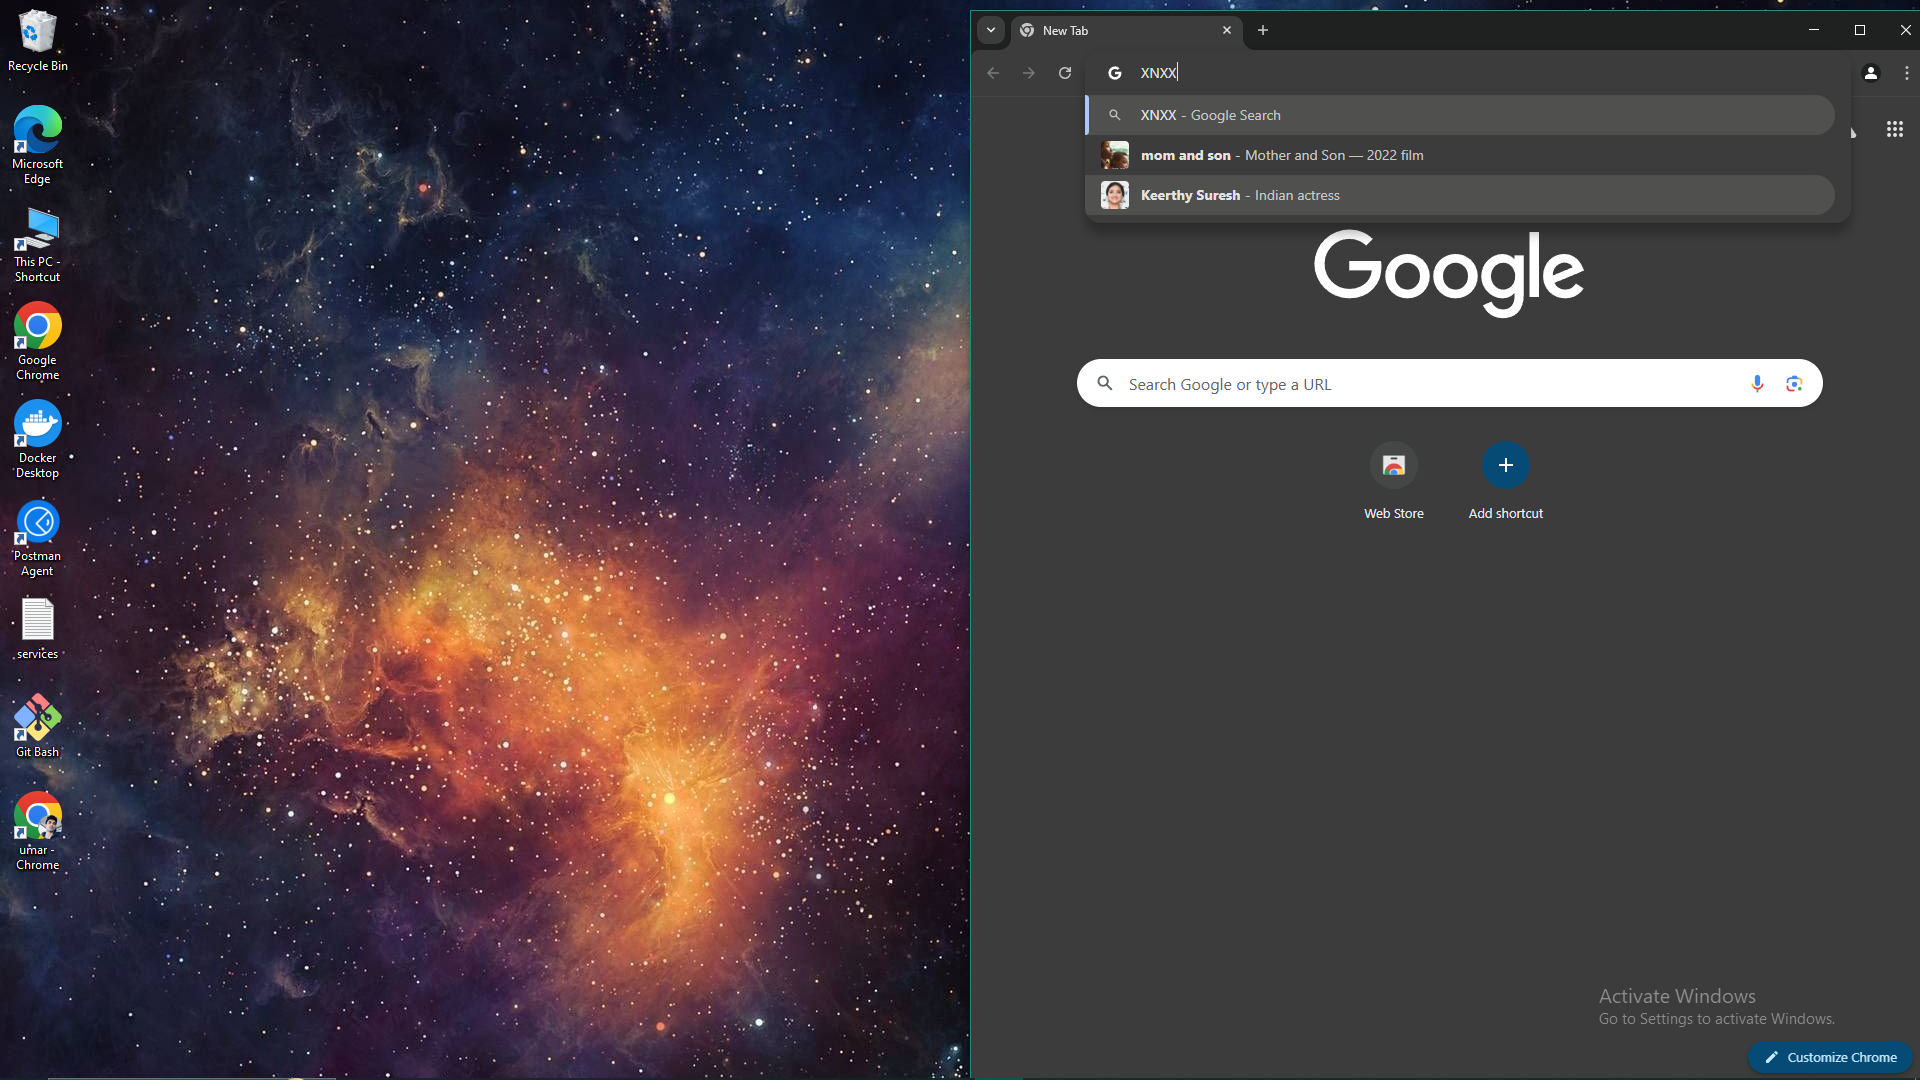 Recycle Bin
Microsoft
Edge
This PC -
Shortcut
Google
Chrome
Docker
Desktop
Postman
Agent
services
Git Bash
umar -
Chrome
New Tab
XNXX
XNXX - Google Search
mom and son - Mother and Son — 2022 film
Keerthy Suresh - Indian actress
Google
Search Google or type a URL
Web Store
Add shortcut
Activate Windows
Go to Settings to activate Windows.
Customize Chrome